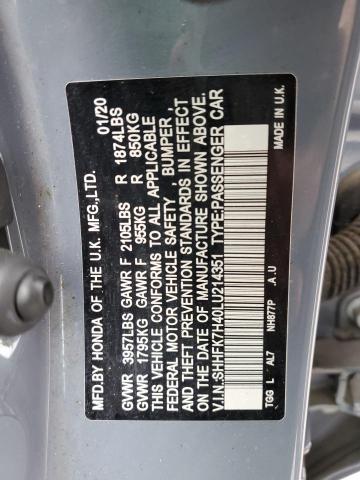 MFD.BY HONDA OF THE U.K. MFG.,LTD. 01/20
GVWR 3957LBS GAWR F 2105LBS R 1874LBS
GVWR 1795KG GAWR F 955KG R 850KG
THIS VEHICLE CONFORMS TO ALL APPLICABLE
FEDERAL MOTOR VEHICLE SAFETY , BUMPER ,
AND THEFT PREVENTION STANDARDS IN EFFECT
ON THE DATE OF MANUFACTURE SHOWN ABOVE.
V.I.N.:SHHFK7H40LU214351 TYPE:PASSENGER CAR
TGG L AL7 NH877P A U MADE IN U.K.